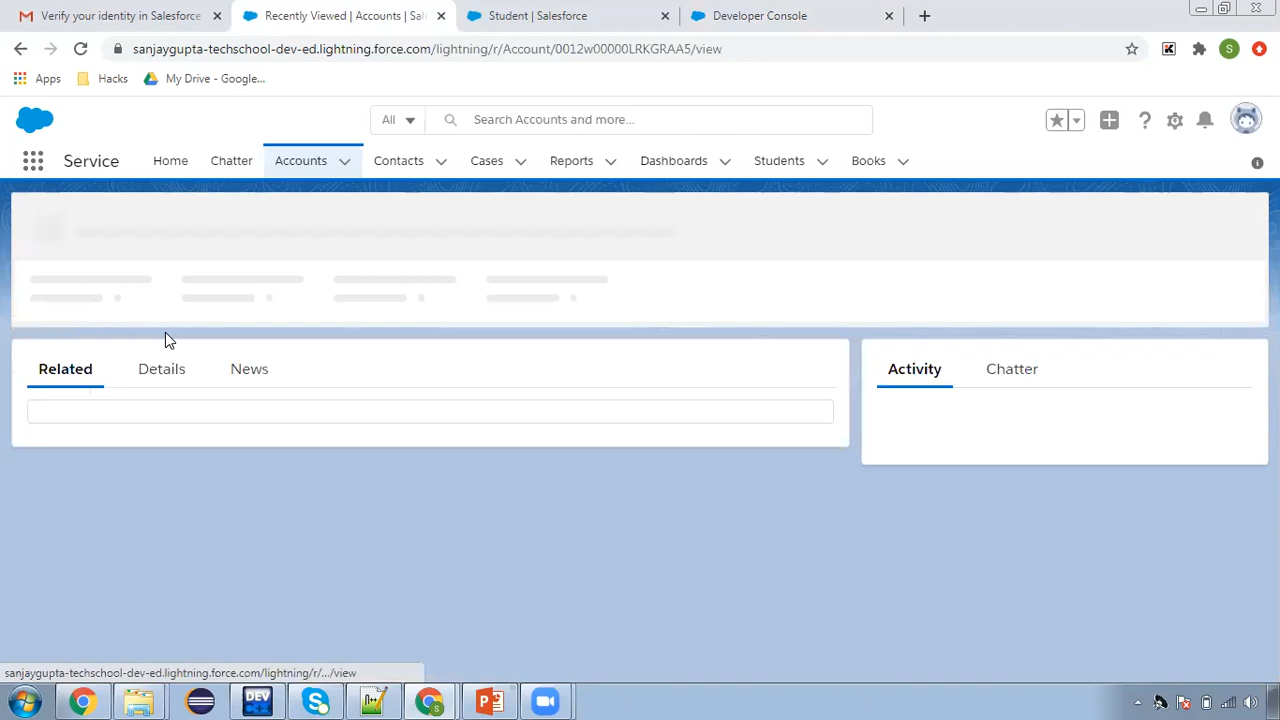 Verify your identity in Salesforce
Recently Viewed | Accounts | Sal
Student | Salesforce
Developer Console
sanjaygupta-techschool-dev-ed.lightning.force.com/lightning/r/Account/0012w00000LRKGRAA5/view
S
Apps
Hacks
My Drive - Google...
All
Search Accounts and more...
Service
Home
Chatter
Accounts
Contacts
Cases
Reports
Dashboards
Students
Books
Related
Details
News
Activity
Chatter
sanjaygupta-techschool-dev-ed.lightning.force.com/lightning/r/.../view
DEV